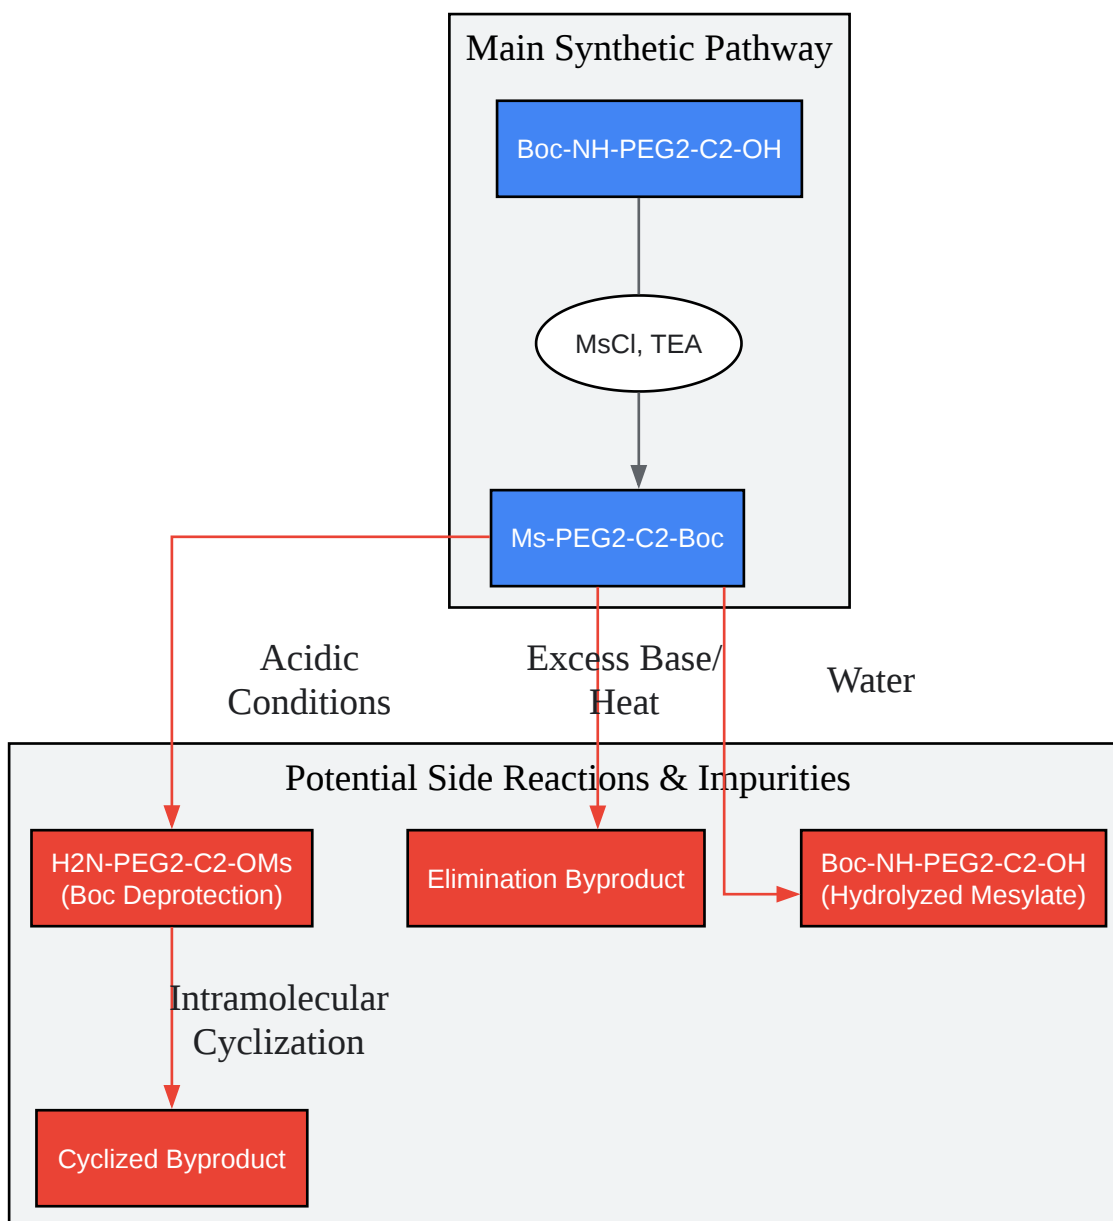 Main Synthetic Pathway
Boc-NH-PEG2-C2-OH
MsCl, TEA
Ms-PEG2-C2-Boc
Acidic
Conditions
Excess Base/
Heat
Water
Potential Side Reactions & Impurities
H2N-PEG2-C2-OMs
(Boc Deprotection)
Elimination Byproduct
Boc-NH-PEG2-C2-OH
(Hydrolyzed Mesylate)
Intramolecular
Cyclization
Cyclized Byproduct